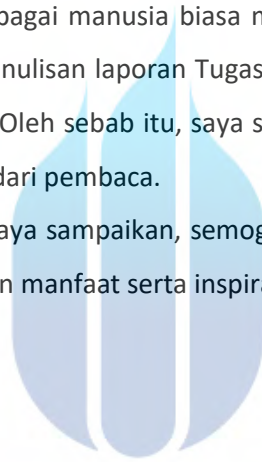 bagai manusia biasa
nulisan laporan Tugas
Oleh sebab itu, saya s
dari pembaca.
aya sampaikan, semog
n manfaat serta inspira